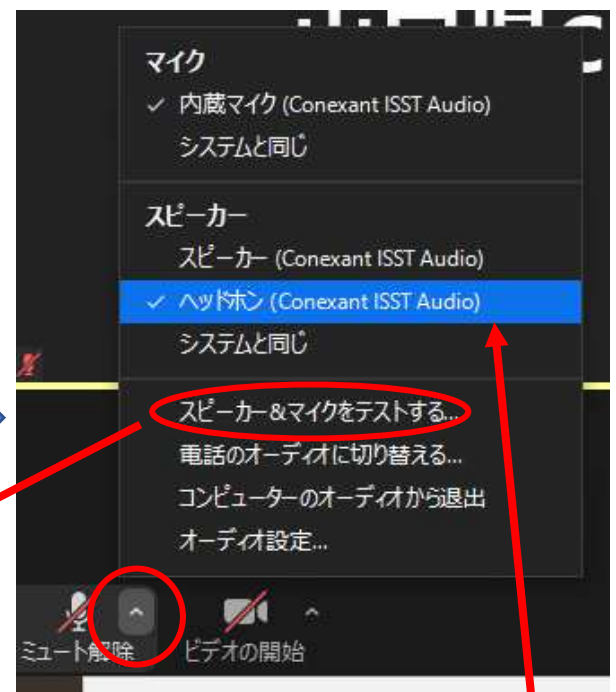 マイク
✓ 内蔵マイク (Conexant ISST Audio)
システムと同じ
スピーカー
スピーカー (Conexant ISST Audio)
✓ ヘッドホン (Conexant ISST Audio)
システムと同じ
スピーカー&マイクをテストする...
電話のオーディオに切り替える...
コンピューターのオーディオから退出
オーディオ設定...
ミュート解除 ビデオの開始